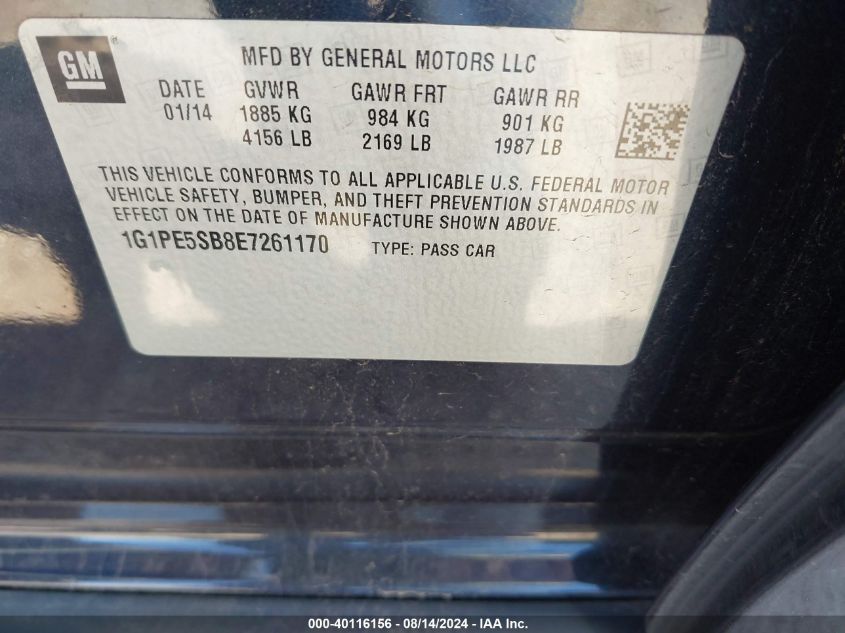 GM
MFD BY GENERAL MOTORS LLC
DATE GVWR GAWR FRT GAWR RR
01/14 1885 KG 984 KG 901 KG
4156 LB 2169 LB 1987 LB
THIS VEHICLE CONFORMS TO ALL APPLICABLE U.S. FEDERAL MOTOR
VEHICLE SAFETY, BUMPER, AND THEFT PREVENTION STANDARDS IN
EFFECT ON THE DATE OF MANUFACTURE SHOWN ABOVE.
1G1PE5SB8E7261170 TYPE: PASS CAR
000-40116156 - 08/14/2024 - IAA Inc.